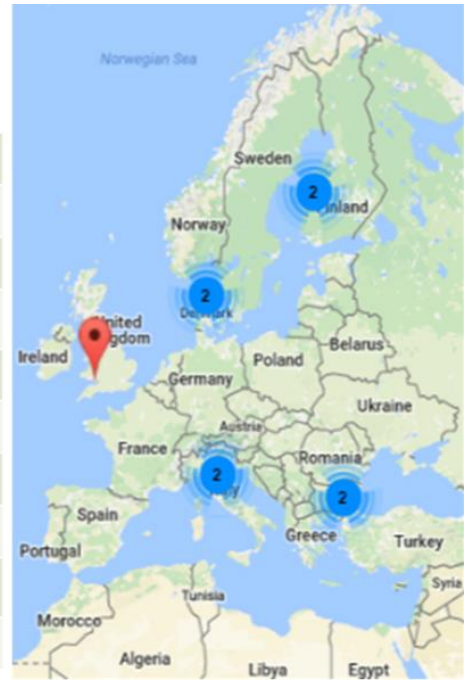 Norwegian Sea
Sweden
2
inland
Norway
2
Denmark
United
Kingdom
Ireland
Belarus
Poland
Germany
Ukraine
Austria
France
Romania
2
Italy
2
Spain
Greece
Turkey
Portugal
Syria
Tunisia
Morocco
Algeria
Libya
Egypt